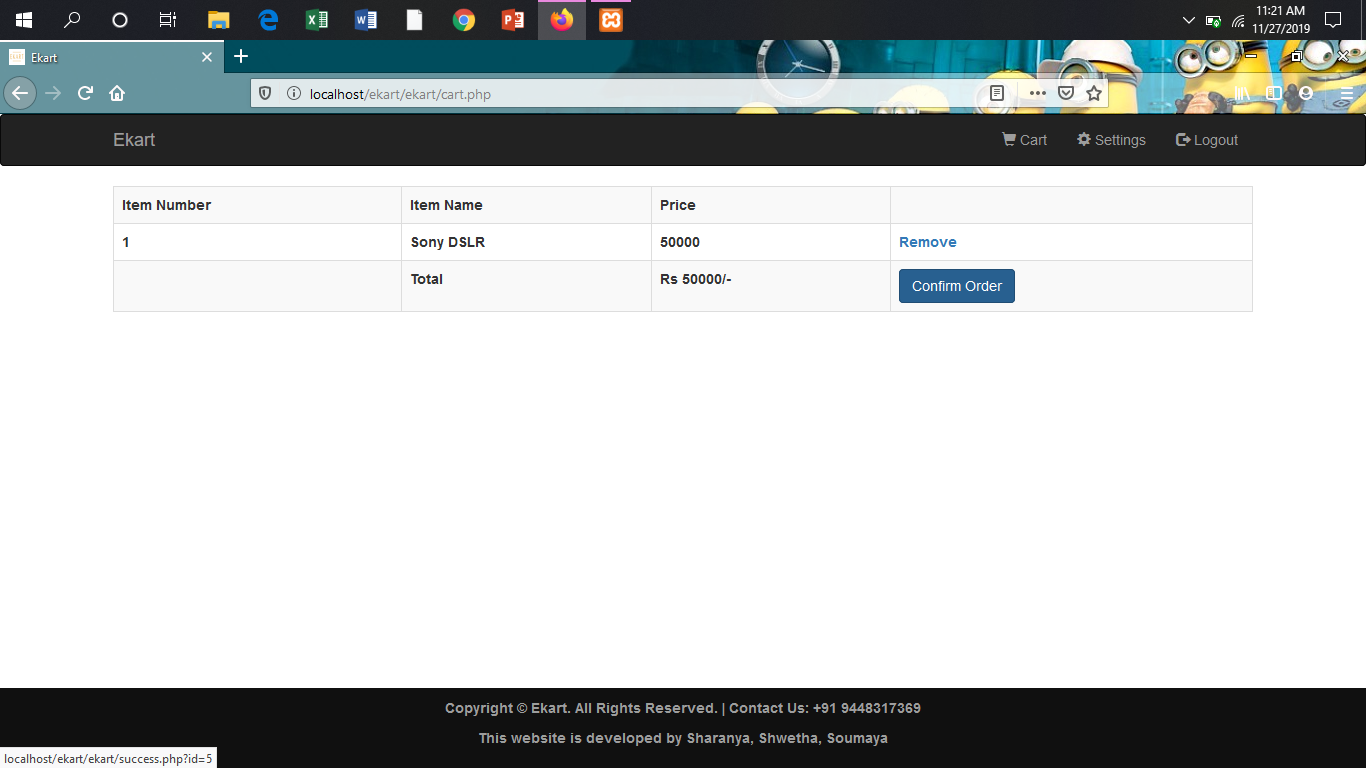 11:21 AM
11/27/2019
Ekart
localhost/ekart/ekart/cart.php
Ekart
Cart Settings Logout
Item Number Item Name Price
1 Sony DSLR 50000 Remove
Total Rs 50000/- Confirm Order
Copyright © Ekart. All Rights Reserved. | Contact Us: +91 9448317369
This website is developed by Sharanya, Shwetha, Soumaya
localhost/ekart/ekart/success.php?id=5